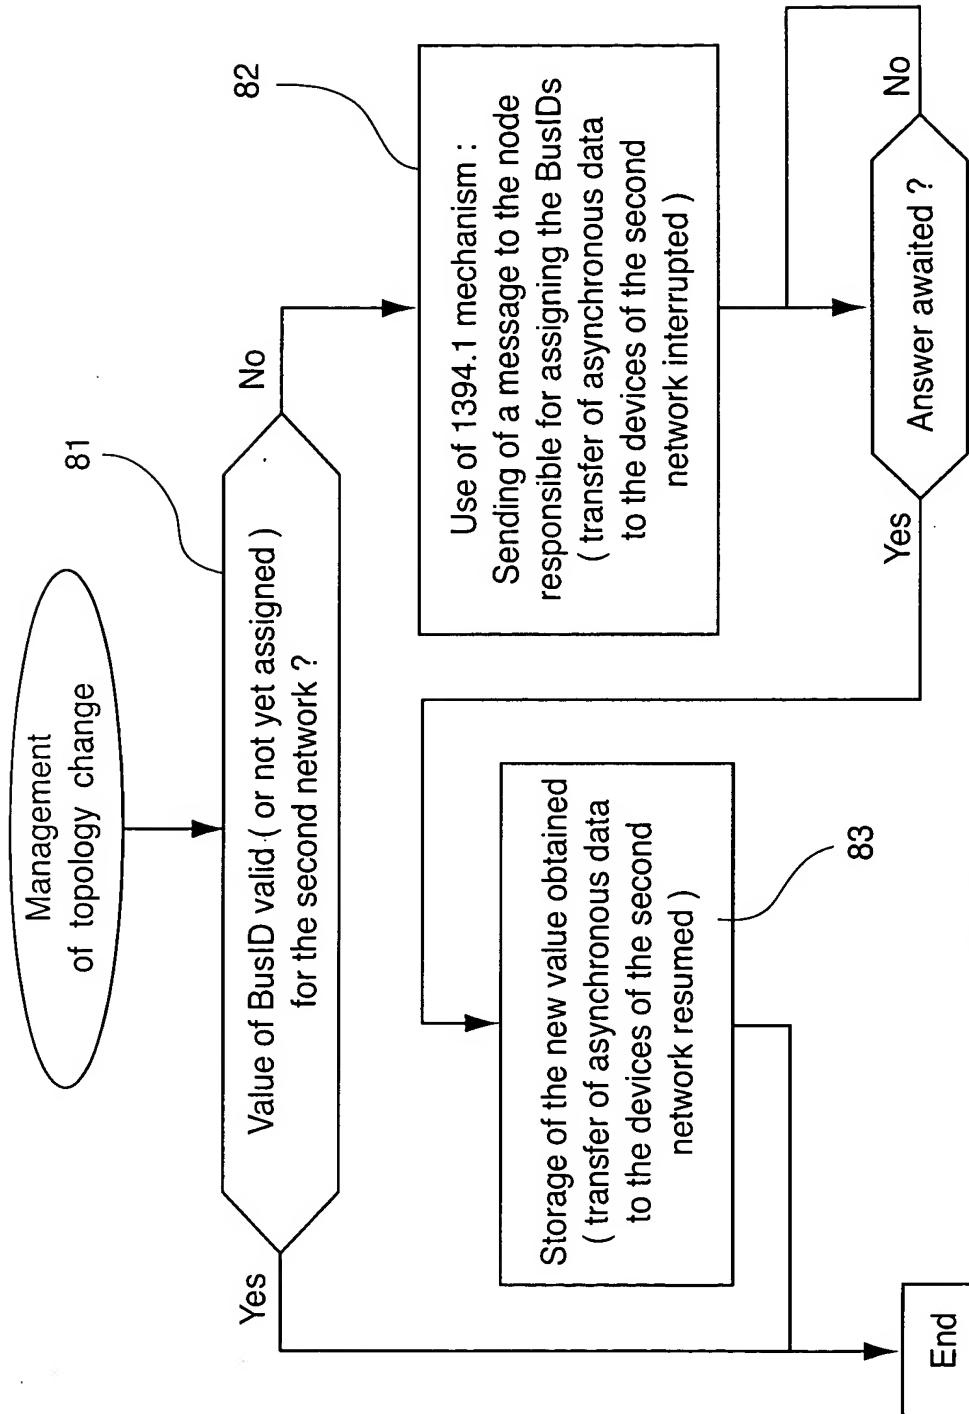 Management
of topology change
81
Value of BusID valid ( or not yet assigned )
for the second network ?
Yes
No
82
Use of 1394.1 mechanism :
Sending of a message to the node
responsible for assigning the BusIDs
( transfer of asynchronous data
to the devices of the second
network interrupted )
Answer awaited ?
Yes
No
Storage of the new value obtained
( transfer of asynchronous data
to the devices of the second
network resumed )
83
End